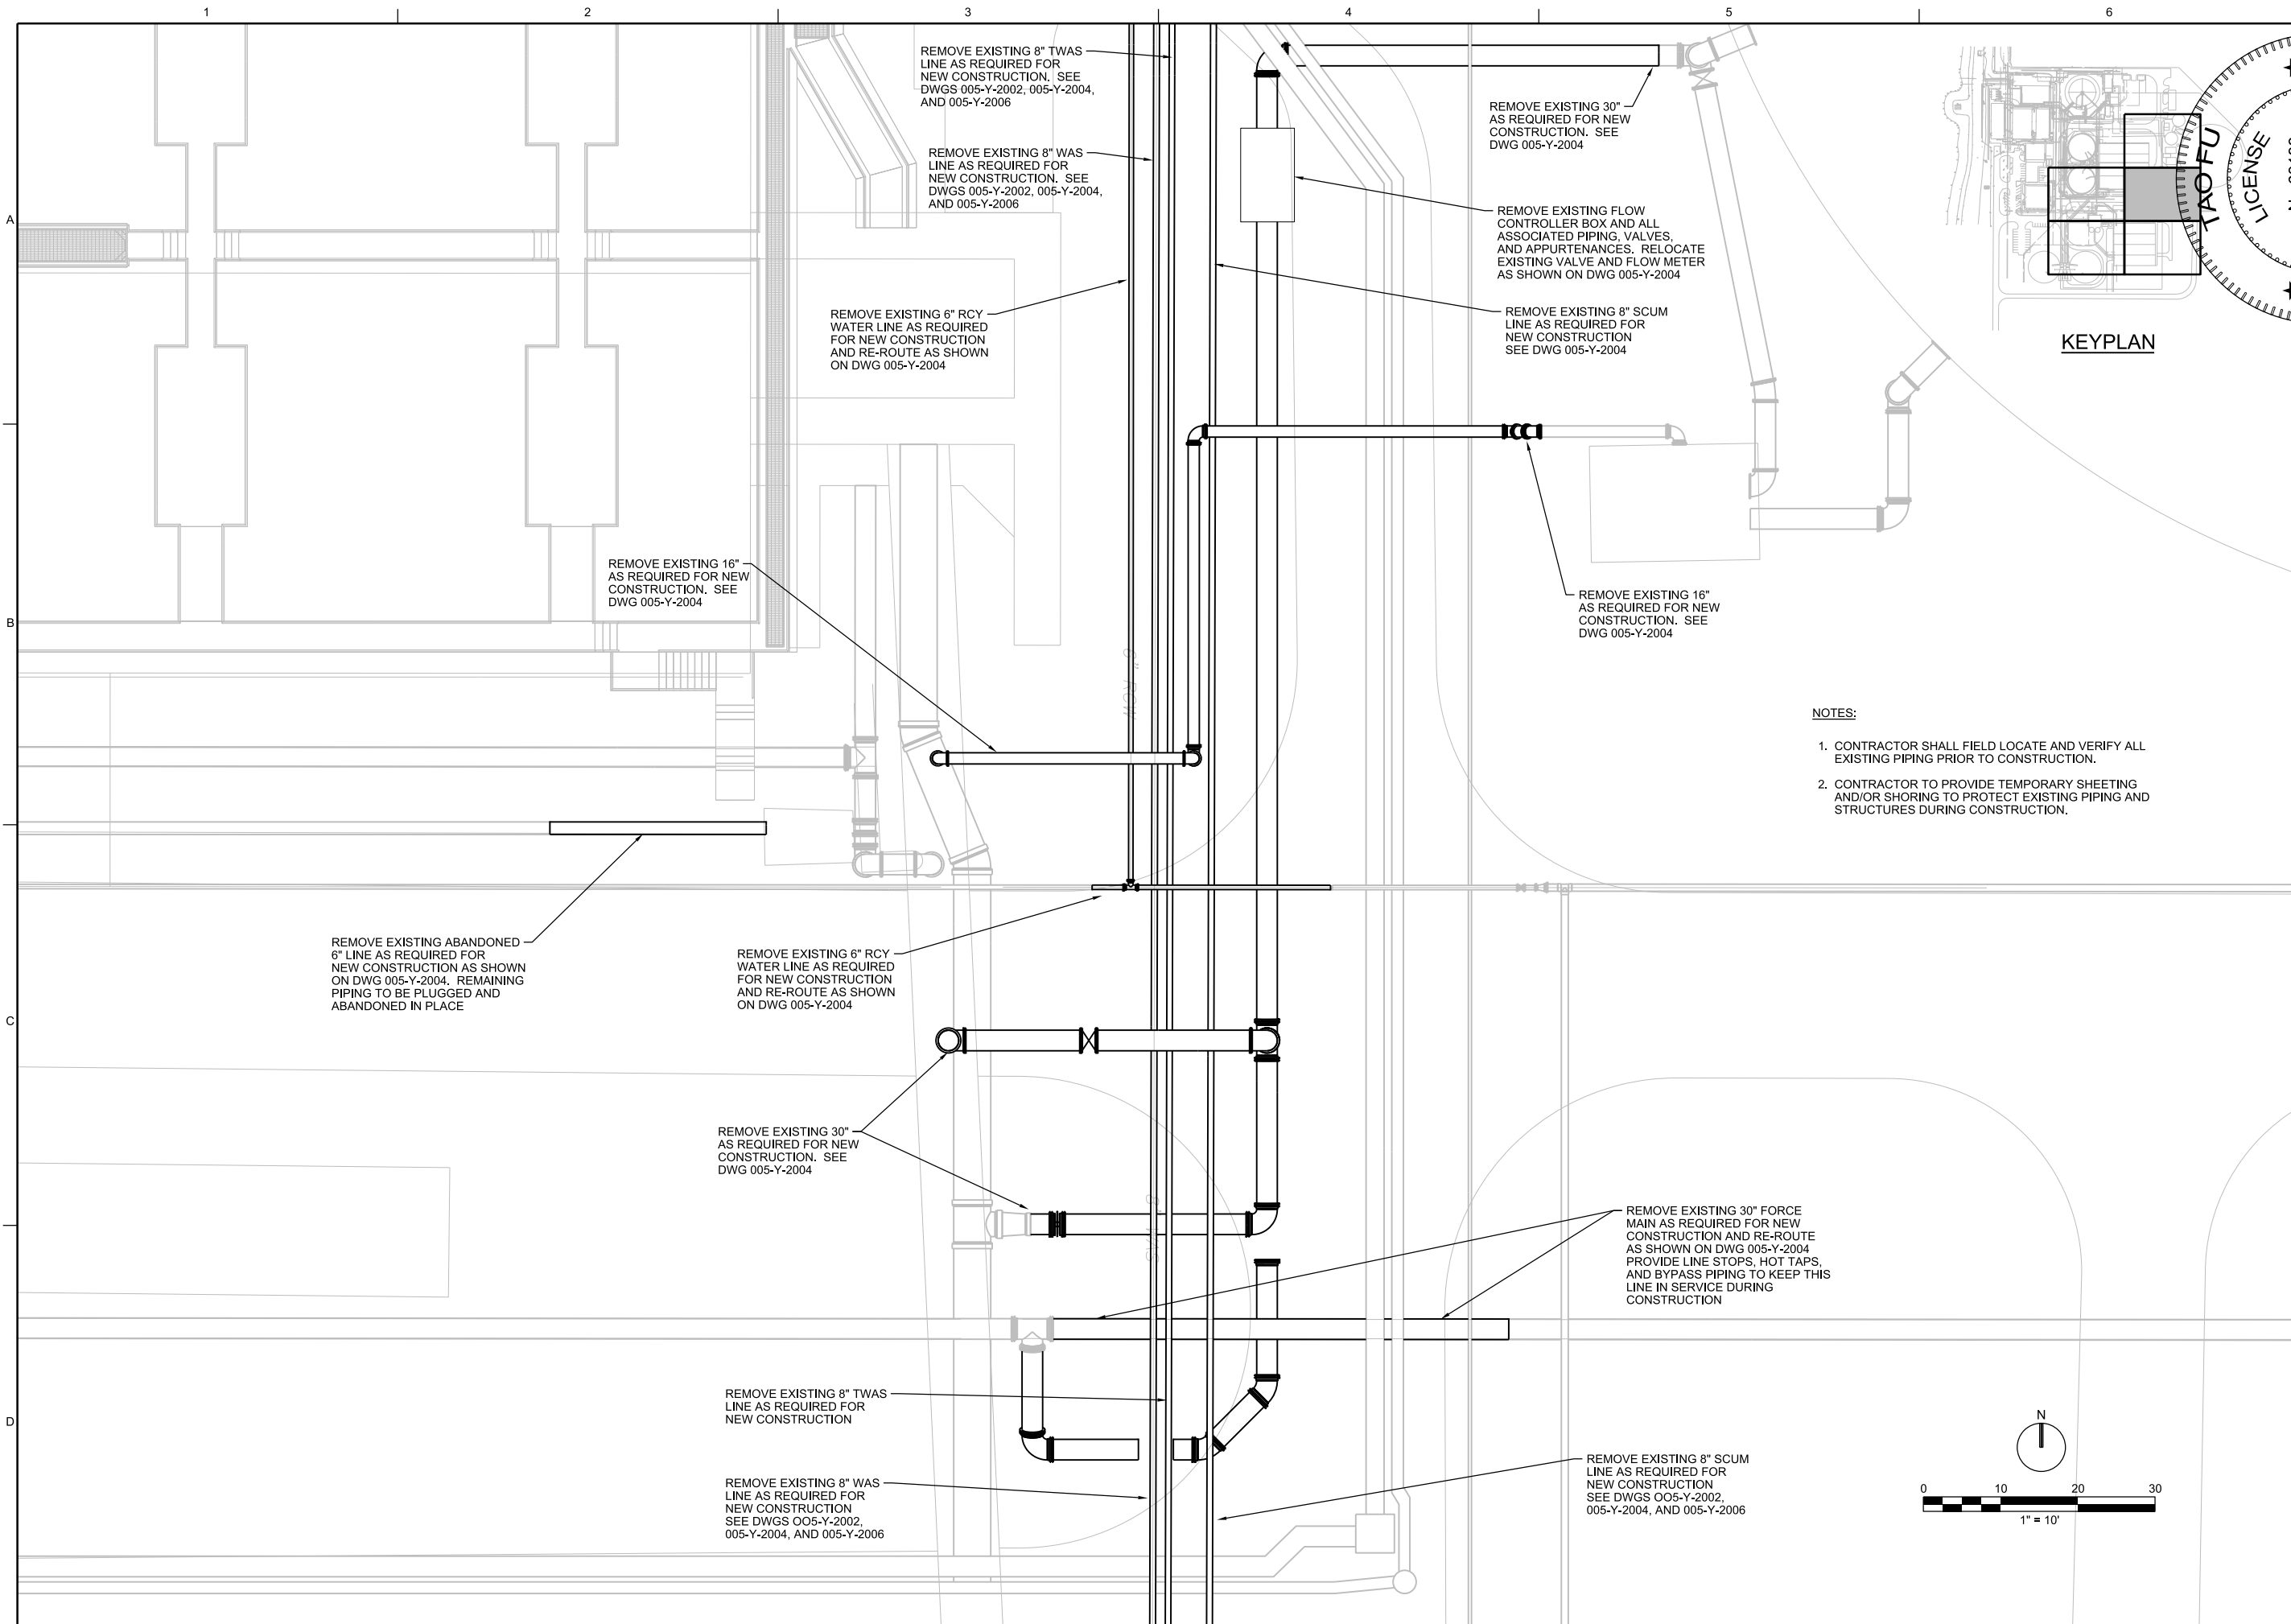 1 2 3 4 5 6
A
B
C
D
REMOVE EXISTING 8" TWAS
LINE AS REQUIRED FOR
NEW CONSTRUCTION. SEE
DWGS 005-Y-2002, 005-Y-2004,
AND 005-Y-2006
REMOVE EXISTING 8" WAS
LINE AS REQUIRED FOR
NEW CONSTRUCTION. SEE
DWGS 005-Y-2002, 005-Y-2004,
AND 005-Y-2006
REMOVE EXISTING 30"
AS REQUIRED FOR NEW
CONSTRUCTION. SEE
DWG 005-Y-2004
REMOVE EXISTING FLOW
CONTROLLER BOX AND ALL
ASSOCIATED PIPING, VALVES,
AND APPURTENANCES. RELOCATE
EXISTING VALVE AND FLOW METER
AS SHOWN ON DWG 005-Y-2004
TAO FU
LICENSE
KEYPLAN
REMOVE EXISTING 6" RCY
WATER LINE AS REQUIRED
FOR NEW CONSTRUCTION
AND RE-ROUTE AS SHOWN
ON DWG 005-Y-2004
REMOVE EXISTING 8" SCUM
LINE AS REQUIRED FOR
NEW CONSTRUCTION
SEE DWG 005-Y-2004
REMOVE EXISTING 16"
AS REQUIRED FOR NEW
CONSTRUCTION. SEE
DWG 005-Y-2004
REMOVE EXISTING 16"
AS REQUIRED FOR NEW
CONSTRUCTION. SEE
DWG 005-Y-2004
6" RCW
NOTES:
1. CONTRACTOR SHALL FIELD LOCATE AND VERIFY ALL
EXISTING PIPING PRIOR TO CONSTRUCTION.
2. CONTRACTOR TO PROVIDE TEMPORARY SHEETING
AND/OR SHORING TO PROTECT EXISTING PIPING AND
STRUCTURES DURING CONSTRUCTION.
REMOVE EXISTING ABANDONED
6" LINE AS REQUIRED FOR
NEW CONSTRUCTION AS SHOWN
ON DWG 005-Y-2004. REMAINING
PIPING TO BE PLUGGED AND
ABANDONED IN PLACE
REMOVE EXISTING 6" RCY
WATER LINE AS REQUIRED
FOR NEW CONSTRUCTION
AND RE-ROUTE AS SHOWN
ON DWG 005-Y-2004
REMOVE EXISTING 30"
AS REQUIRED FOR NEW
CONSTRUCTION. SEE
DWG 005-Y-2004
REMOVE EXISTING 30" FORCE
MAIN AS REQUIRED FOR NEW
CONSTRUCTION AND RE-ROUTE
AS SHOWN ON DWG 005-Y-2004
PROVIDE LINE STOPS, HOT TAPS,
AND BYPASS PIPING TO KEEP THIS
LINE IN SERVICE DURING
CONSTRUCTION
REMOVE EXISTING 8" TWAS
LINE AS REQUIRED FOR
NEW CONSTRUCTION
REMOVE EXISTING 8" WAS
LINE AS REQUIRED FOR
NEW CONSTRUCTION
SEE DWGS OO5-Y-2002,
005-Y-2004, AND 005-Y-2006
REMOVE EXISTING 8" SCUM
LINE AS REQUIRED FOR
NEW CONSTRUCTION
SEE DWGS OO5-Y-2002,
005-Y-2004, AND 005-Y-2006
N
0 10 20 30
1" = 10'